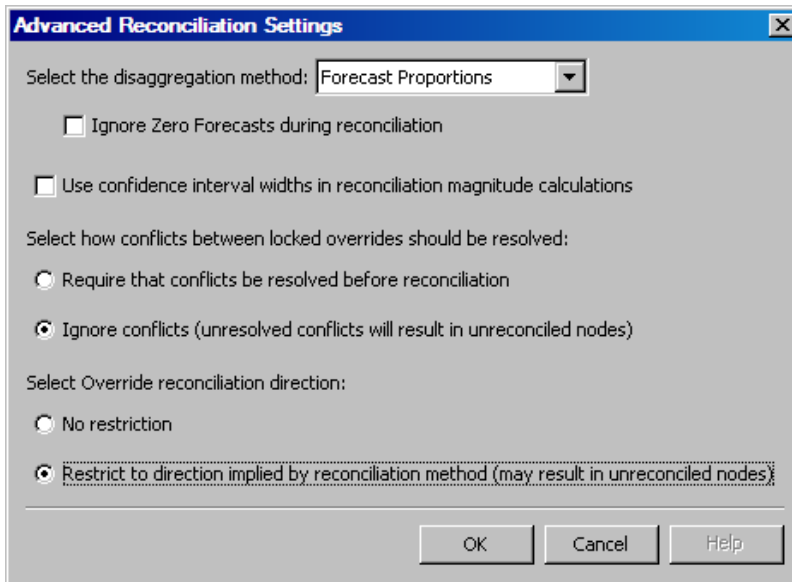 Advanced Reconciliation Settings
Select the disaggregation method: Forecast Proportions
Ignore Zero Forecasts during reconciliation
Use confidence interval widths in reconciliation magnitude calculations
Select how conflicts between locked overrides should be resolved:
Require that conflicts be resolved before reconciliation
Ignore conflicts (unresolved conflicts will result in unreconciled nodes)
Select Override reconciliation direction:
No restriction
Restrict to direction implied by reconciliation method (may result in unreconciled nodes)
OK Cancel Help